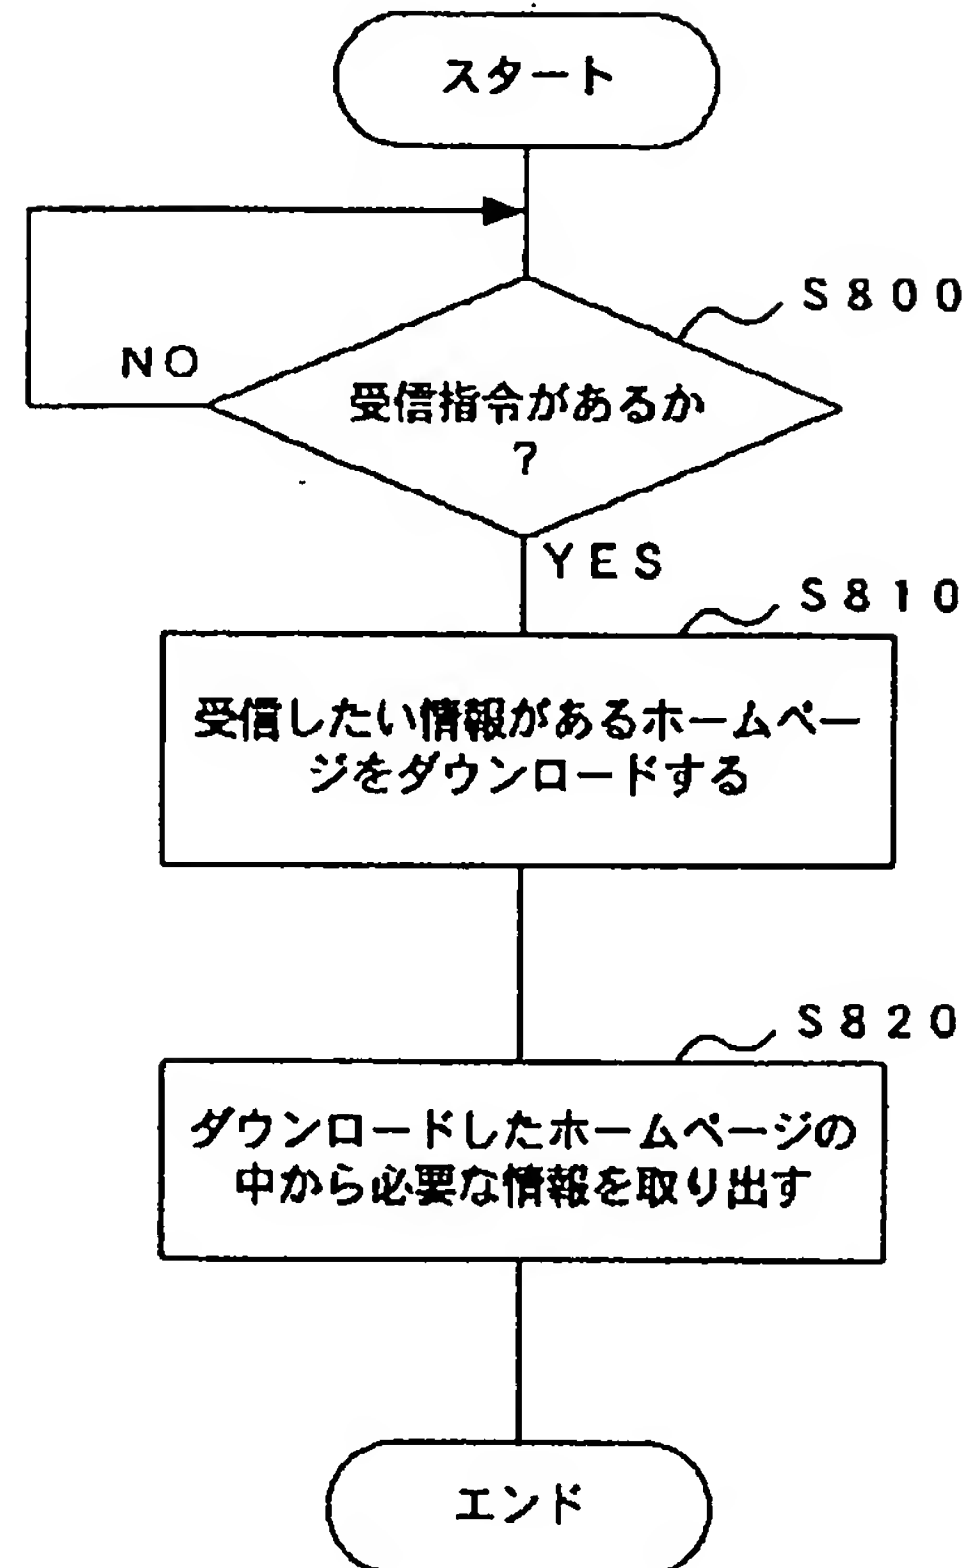 スタート
S800
NO
受信指令があるか
?
YES
S810
受信したい情報があるホームペー
ジをダウンロードする
S820
ダウンロードしたホームページの
中から必要な情報を取り出す
エンド